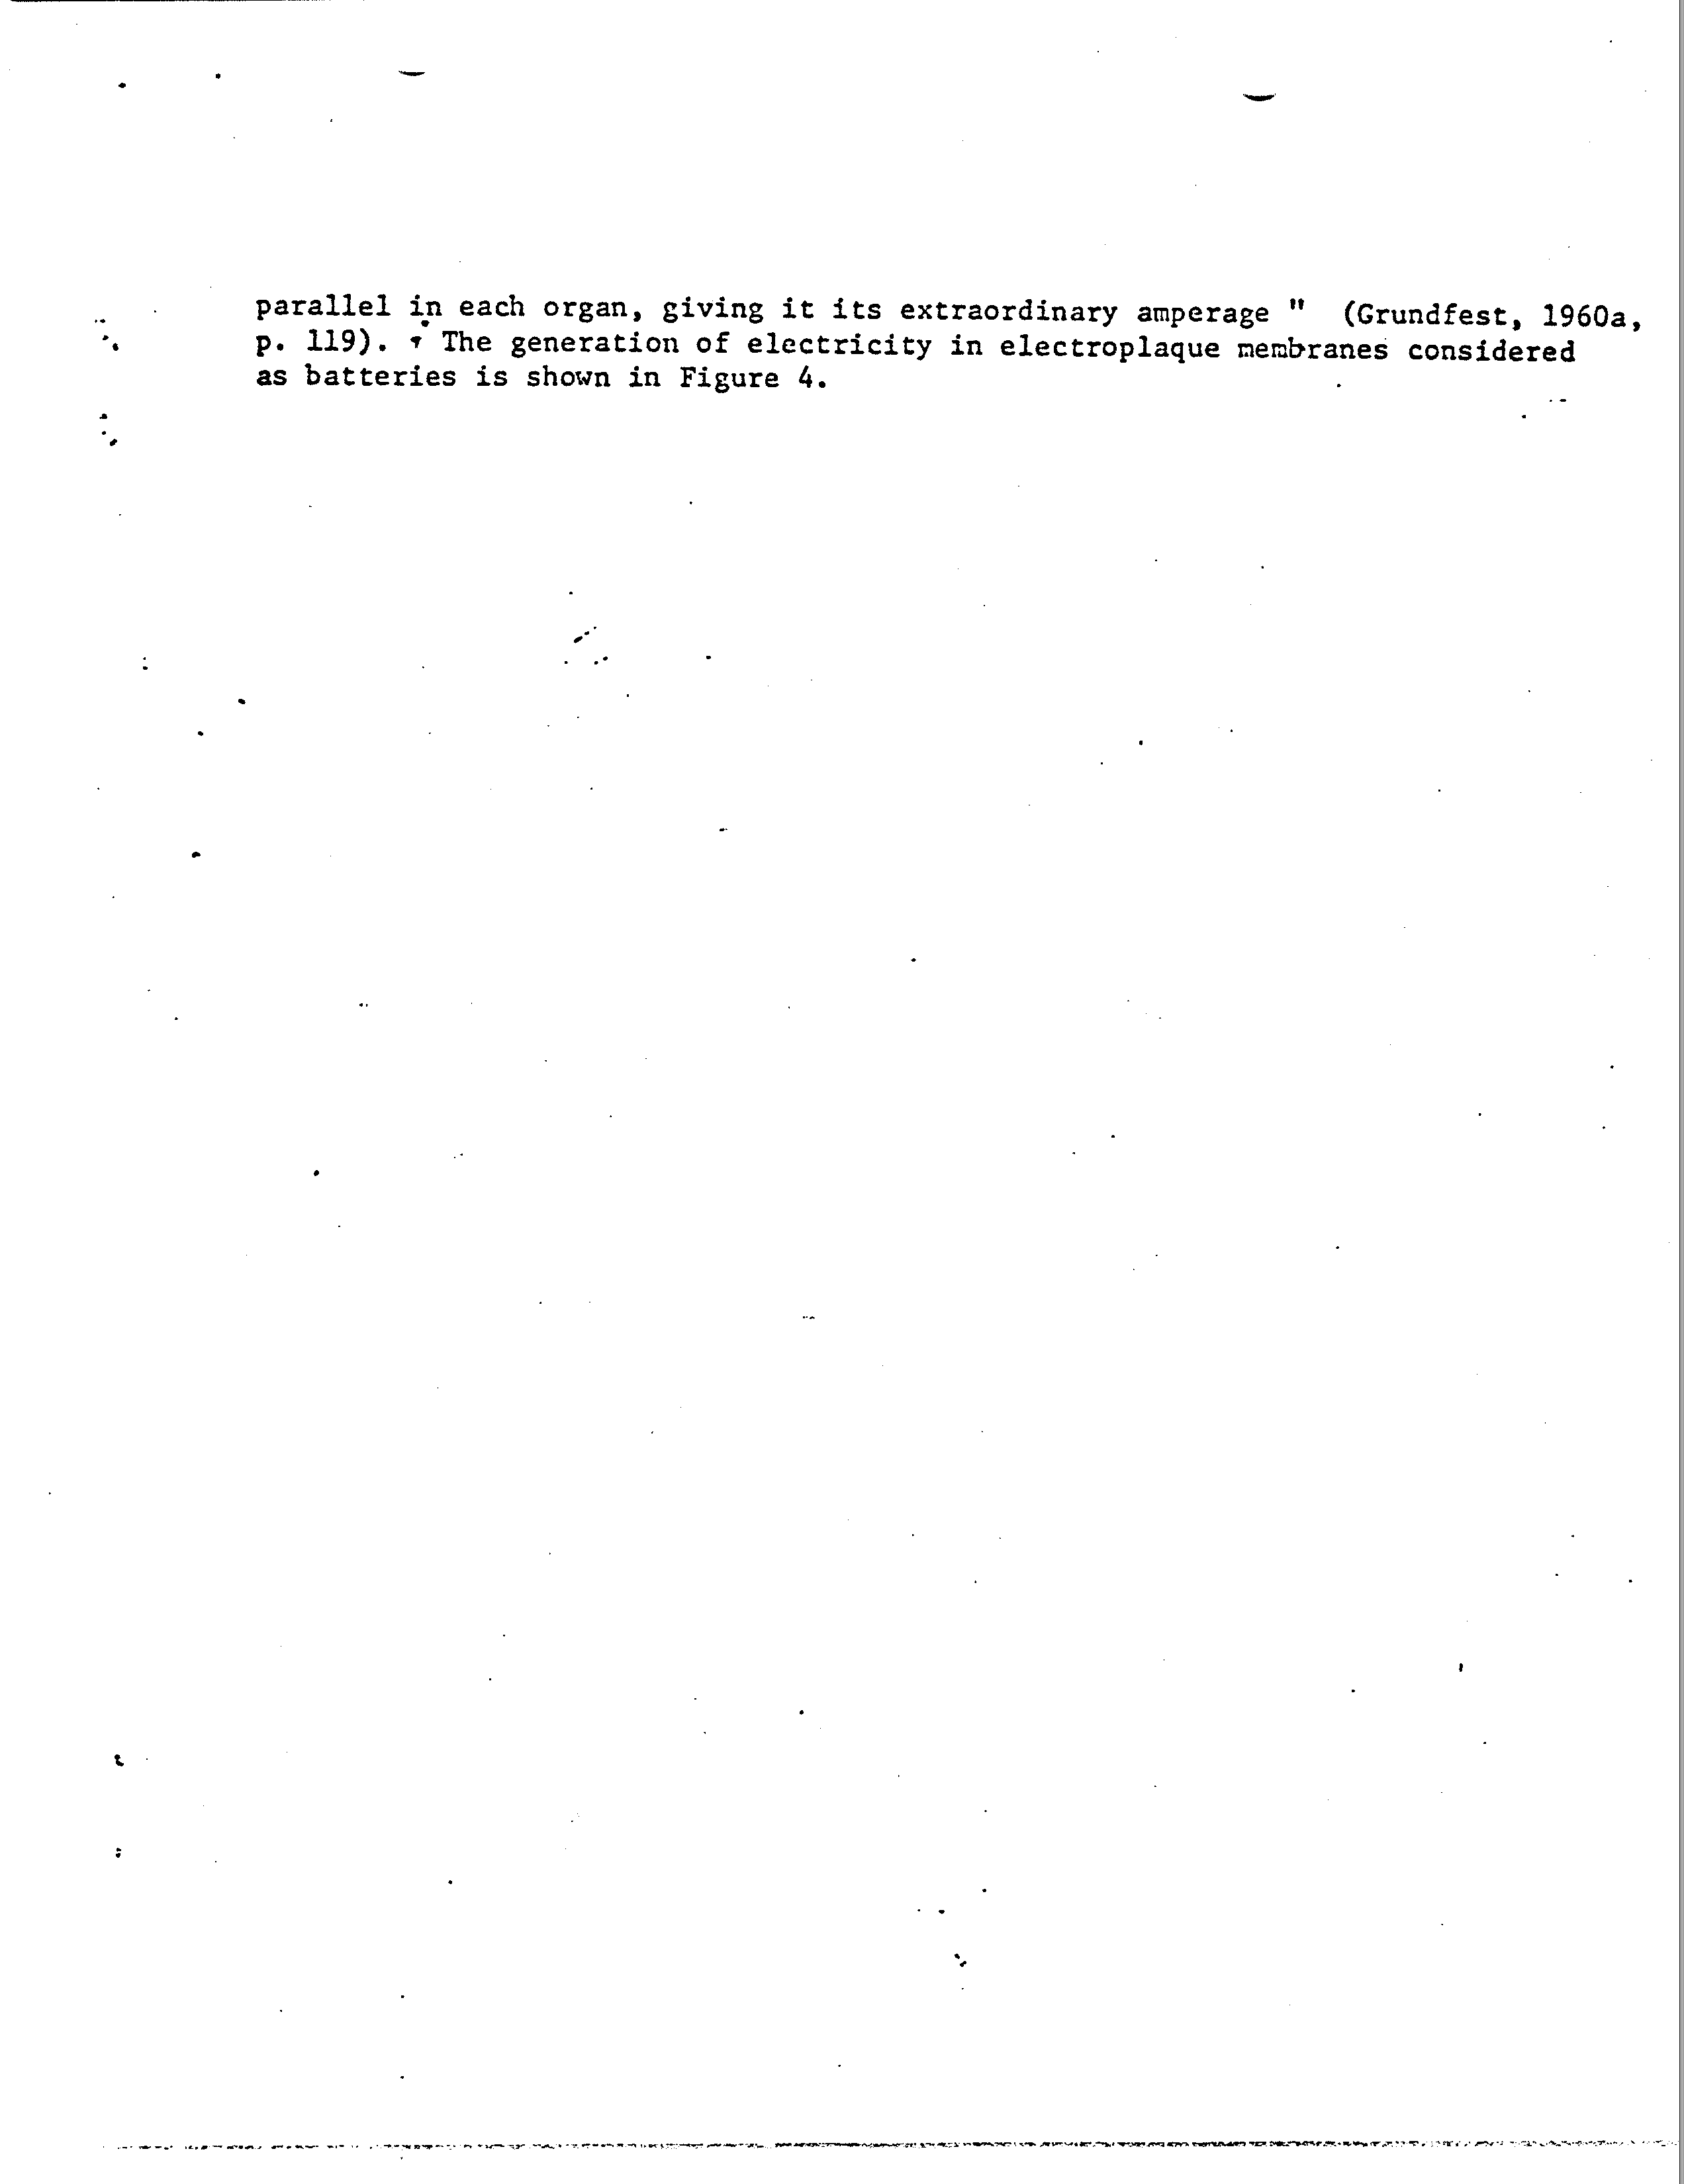 parallel in each organ, giving it its extraordinary amperage " (Grundfest, 1960a,
p. 119). The generation of electricity in electroplaque membranes considered
as batteries is shown in Figure 4.